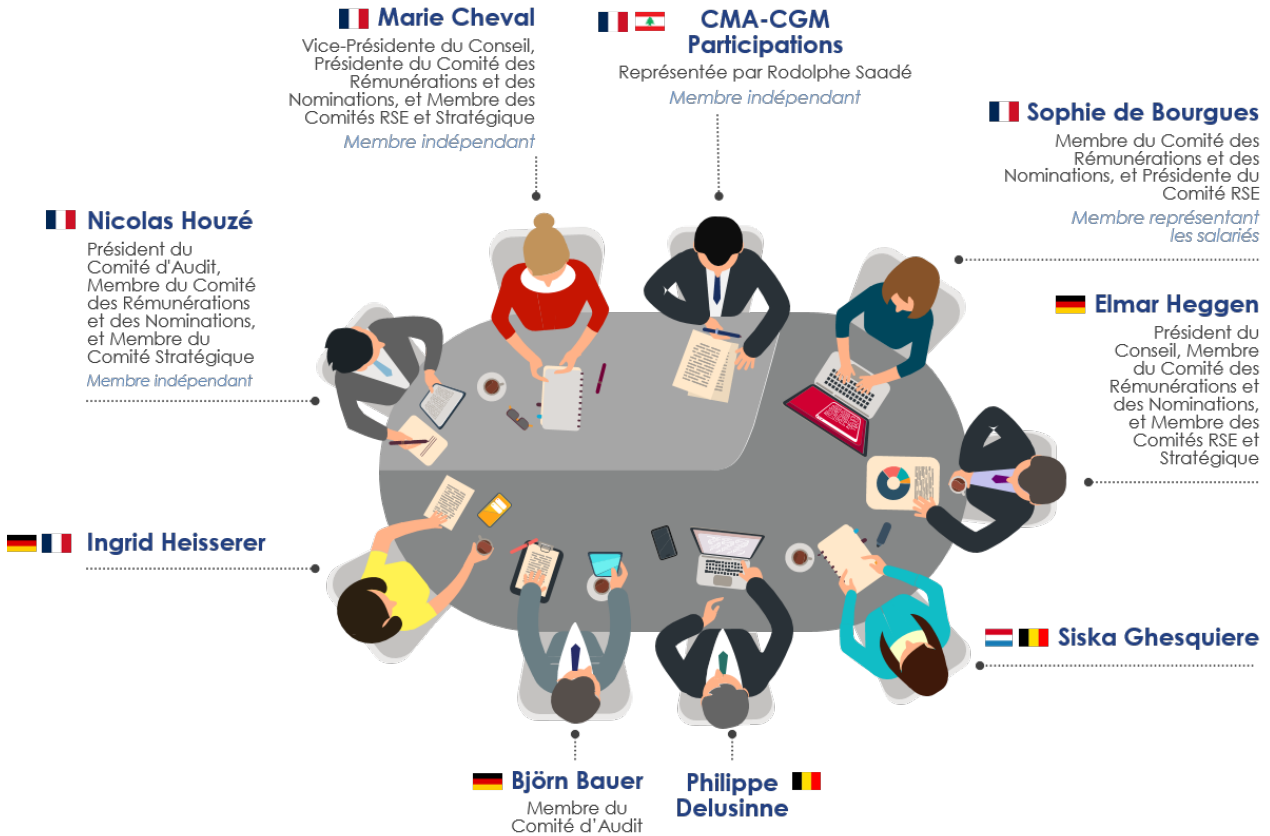 Marie Cheval
Vice-Présidente du Conseil,
Présidente du Comité des
Rémunérations et des
Nominations, et Membre des
Comités RSE et Stratégique
Membre indépendant
CMA-CGM
Participations
Représentée par Rodolphe Saadé
Membre indépendant
Sophie de Bourgues
Membre du Comité des
Rémunérations et des
Nominations, et Présidente du
Comité RSE
Membre représentant
les salariés
Nicolas Houzé
Président du
Comité d'Audit,
Membre du Comité
des Rémunérations
et des Nominations,
et Membre du
Comité Stratégique
Membre indépendant
Elmar Heggen
Président du
Conseil, Membre
du Comité des
Rémunérations et
des Nominations,
et Membre des
Comités RSE et
Stratégique
Ingrid Heisserer
Siska Ghesquiere
Björn Bauer
Membre du
Comité d'Audit
Philippe
Delusinne